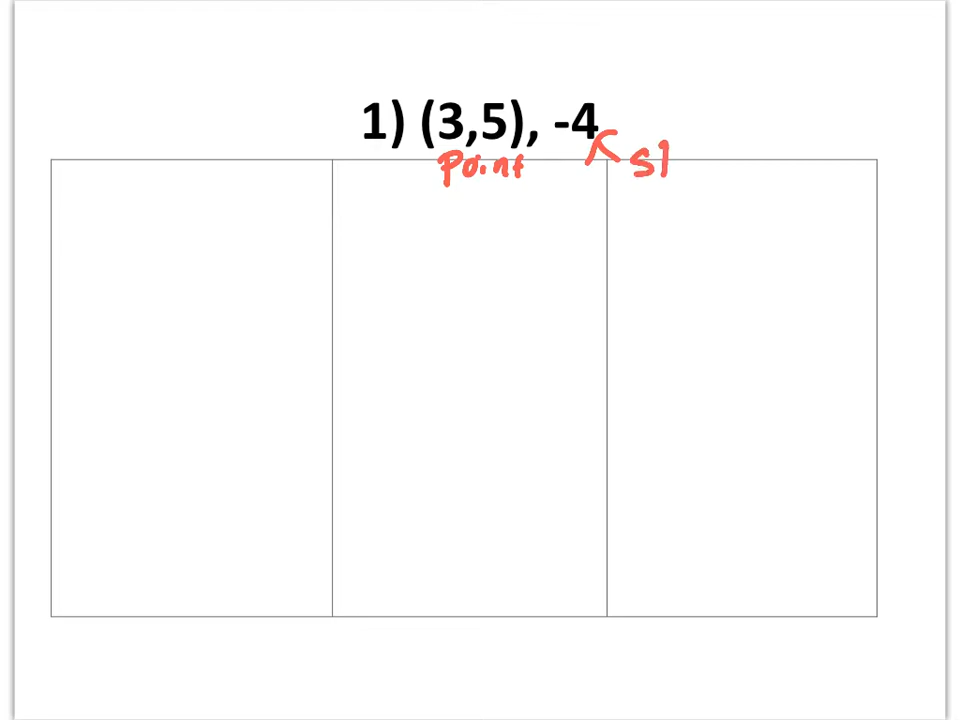 1) (3,5), -4
point sl